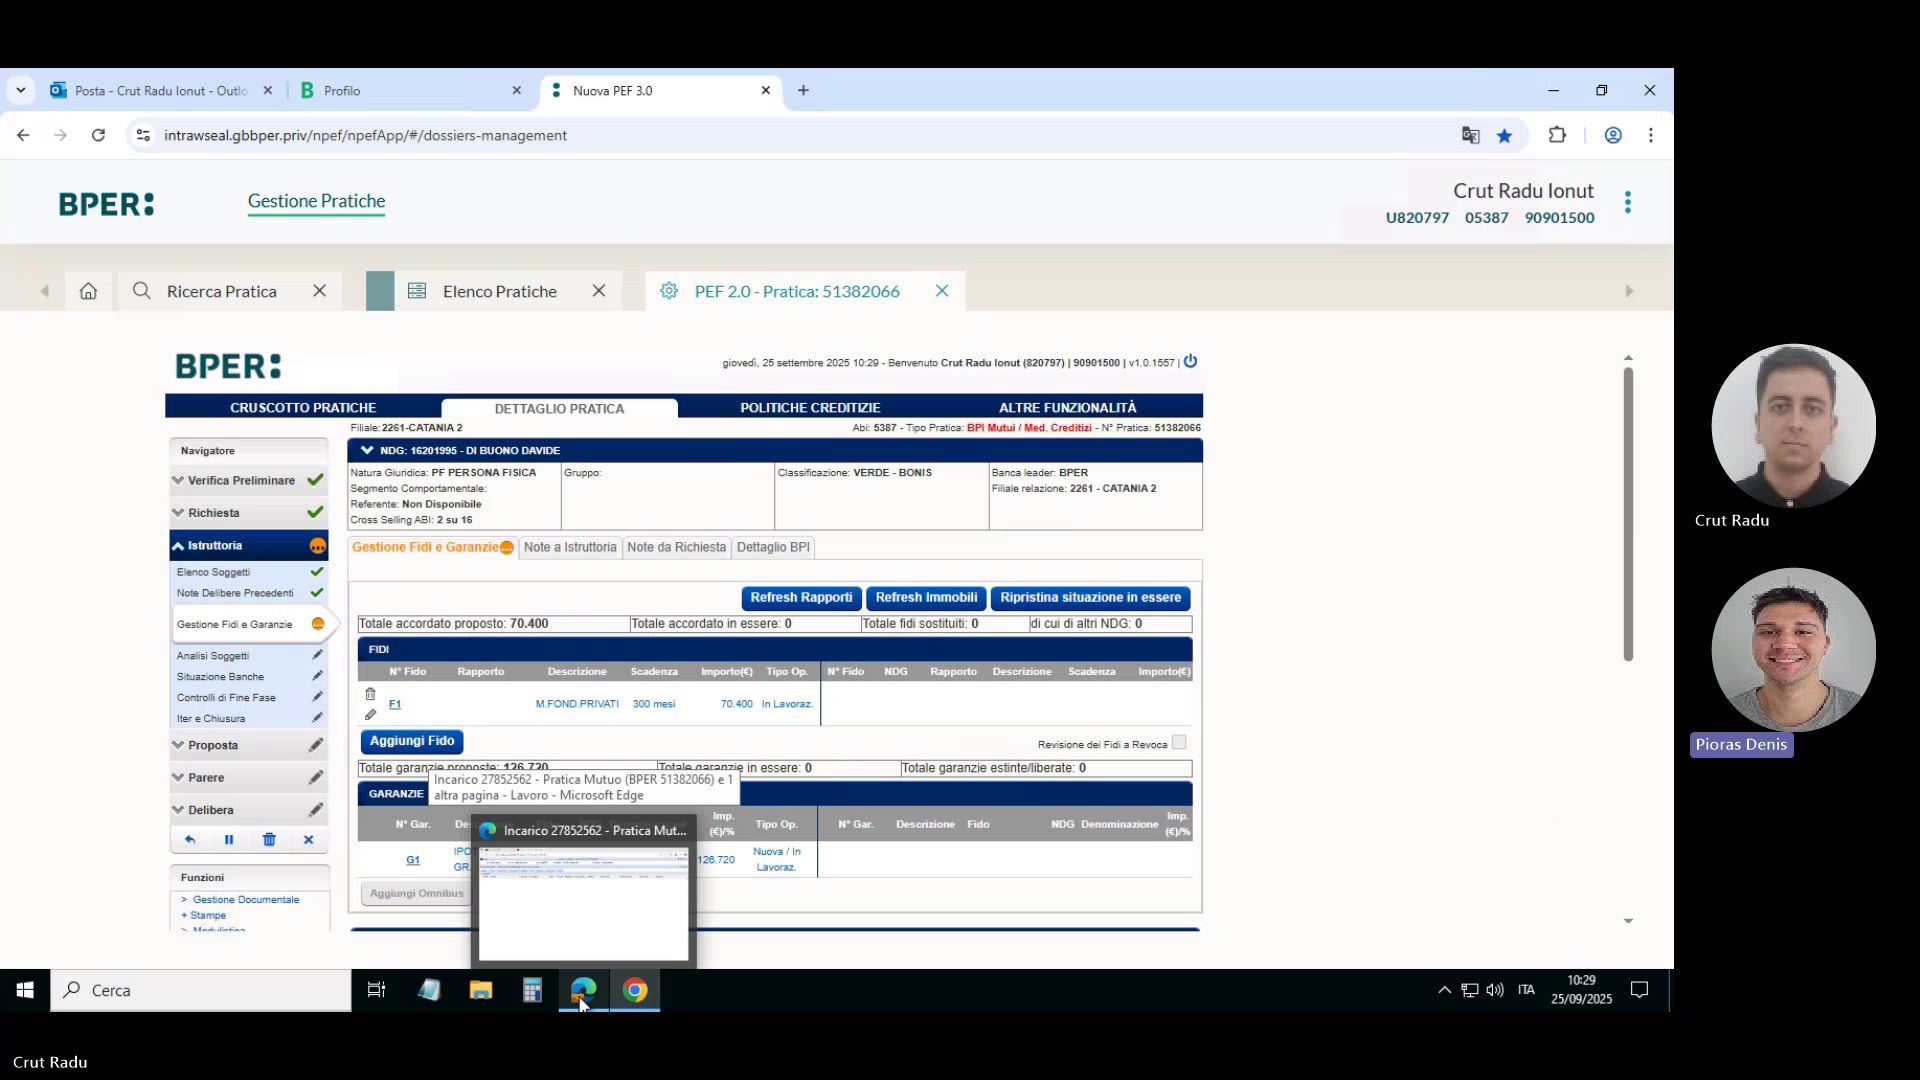 Posta - Crut Radu Ionut - Outlo
Profilo
Nuova PEF 3.0
intrawseal.gbbper.priv/npef/npefApp/#/dossiers-management
BPER:
Gestione Pratiche
Crut Radu Ionut
U820797 05387 90901500
Ricerca Pratica
Elenco Pratiche
PEF 2.0 - Pratica: 51382066
BPER:
giovedì, 25 settembre 2025 10:29 - Benvenuto Crut Radu Ionut (820797) | 90901500 | v1.0.1557 |
CRUSCOTTO PRATICHE
DETTAGLIO PRATICA
POLITICHE CREDITIZIE
ALTRE FUNZIONALITÀ
Filiale: 2261-CATANIA 2
Abi: 5387 - Tipo Pratica: BPI Mutui / Med. Creditizi - N° Pratica: 51382066
Navigatore
Verifica Preliminare
Richiesta
Istruttoria
Elenco Soggetti
Note Delibere Precedenti
Gestione Fidi e Garanzie
Analisi Soggetti
Situazione Banche
Controlli di Fine Fase
Iter e Chiusura
Proposta
Parere
Delibera
Funzioni
> Gestione Documentale
+ Stampe
> Modulistica
NDG: 16201995 - DI BUONO DAVIDE
Natura Giuridica: PF PERSONA FISICA
Segmento Comportamentale:
Referente: Non Disponibile
Cross Selling ABI: 2 su 16
Gruppo:
Classificazione: VERDE - BONIS
Banca leader: BPER
Filiale relazione: 2261 - CATANIA 2
Gestione Fidi e Garanzie
Note a Istruttoria
Note da Richiesta
Dettaglio BPI
Refresh Rapporti
Refresh Immobili
Ripristina situazione in essere
Totale accordato proposto: 70.400
Totale accordato in essere: 0
Totale fidi sostituiti: 0
di cui di altri NDG: 0
FIDI
N° Fido Rapporto Descrizione Scadenza Importo(€) Tipo Op. N° Fido NDG Rapporto Descrizione Scadenza Importo(€)
F1 M.FOND.PRIVATI 300 mesi 70.400 In Lavoraz.
Aggiungi Fido
Revisione dei Fidi a Revoca
Totale garanzie proposte: 126.720
Totale garanzie in essere: 0
Totale garanzie estinte/liberate: 0
Incarico 27852562 - Pratica Mutuo (BPER 51382066) e 1
altra pagina - Lavoro - Microsoft Edge
GARANZIE
N° Gar. De Imp. (€)/% Tipo Op. N° Gar. Descrizione Fido NDG Denominazione Imp. (€)/%
Incarico 27852562 - Pratica Mut...
G1 IPO
GR. 126.720 Nuova / In
Lavoraz.
Aggiungi Omnibus
Cerca
ITA
10:29
25/09/2025
Crut Radu
Pioras Denis
Crut Radu